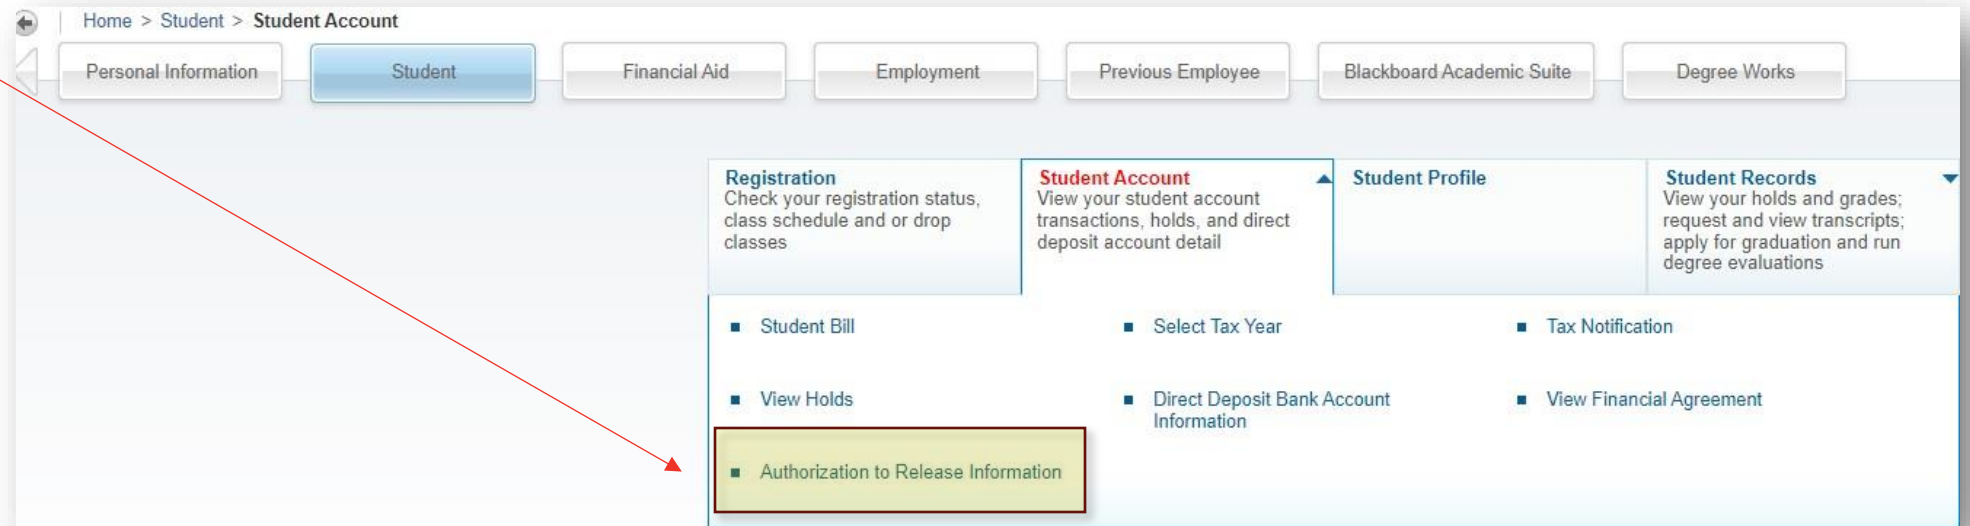 Home > Student > Student Account
Personal Information
Student
Financial Aid
Employment
Previous Employee
Blackboard Academic Suite
Degree Works
Registration
Check your registration status,
class schedule and or drop
classes
Student Account
View your student account
transactions, holds, and direct
deposit account detail
Student Profile
Student Records
View your holds and grades;
request and view transcripts;
apply for graduation and run
degree evaluations
Student Bill
Select Tax Year
Tax Notification
View Holds
Direct Deposit Bank Account
Information
View Financial Agreement
Authorization to Release Information